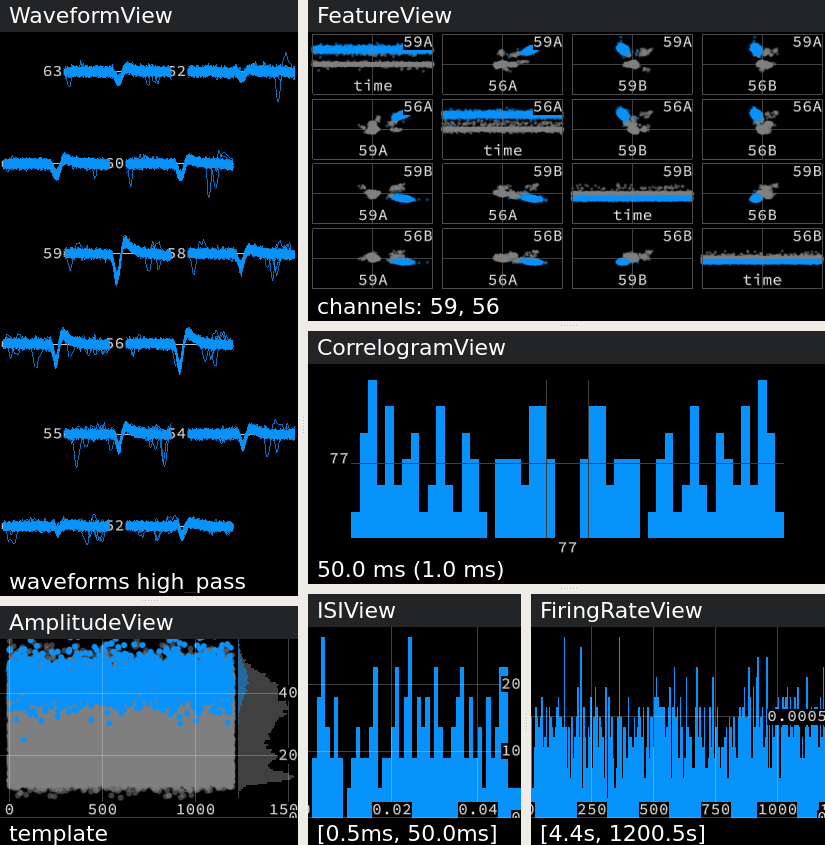 WaveformView
63 62
60
59 58
56
55 54
52
waveforms high_pass
FeatureView
59A 59A 59A 59A
time 56A 59B 56B
56A 56A 56A 56A
59A time 59B 56B
59B 59B 59B 59B
59A 56A time 56B
56B 56B 56B 56B
59A 56A 59B time
channels: 59, 56
CorrelogramView
77
77
50.0 ms (1.0 ms)
AmplitudeView
40
20
0 500 1000
template
ISIView
20
10
0.02 0.04
[0.5ms, 50.0ms]
FiringRateView
0.0005
250 500 750 1000
[4.4s, 1200.5s]